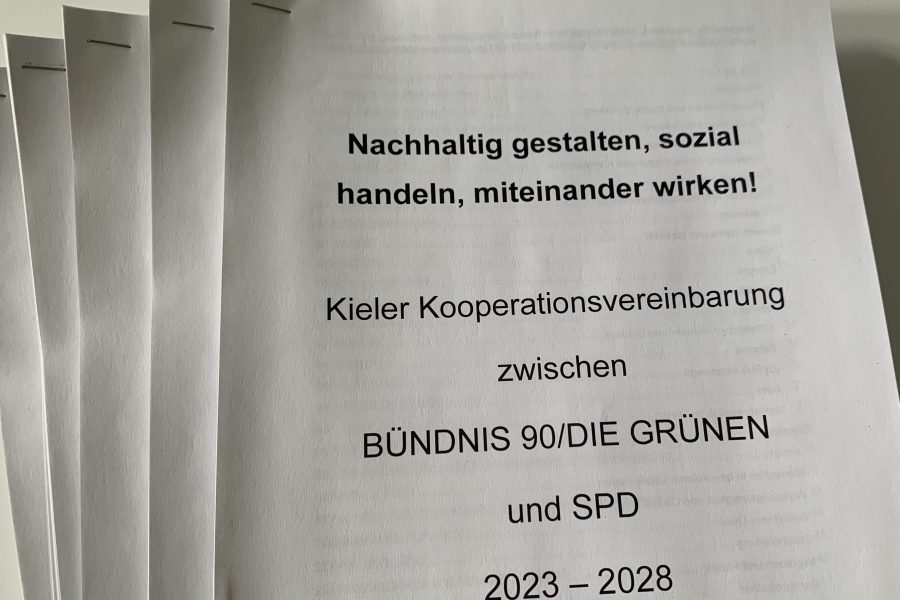 Nachhaltig gestalten, sozial
handeln, miteinander wirken!
Kieler Kooperationsvereinbarung
zwischen
BÜNDNIS 90/DIE GRÜNEN
und SPD
2023 – 2028